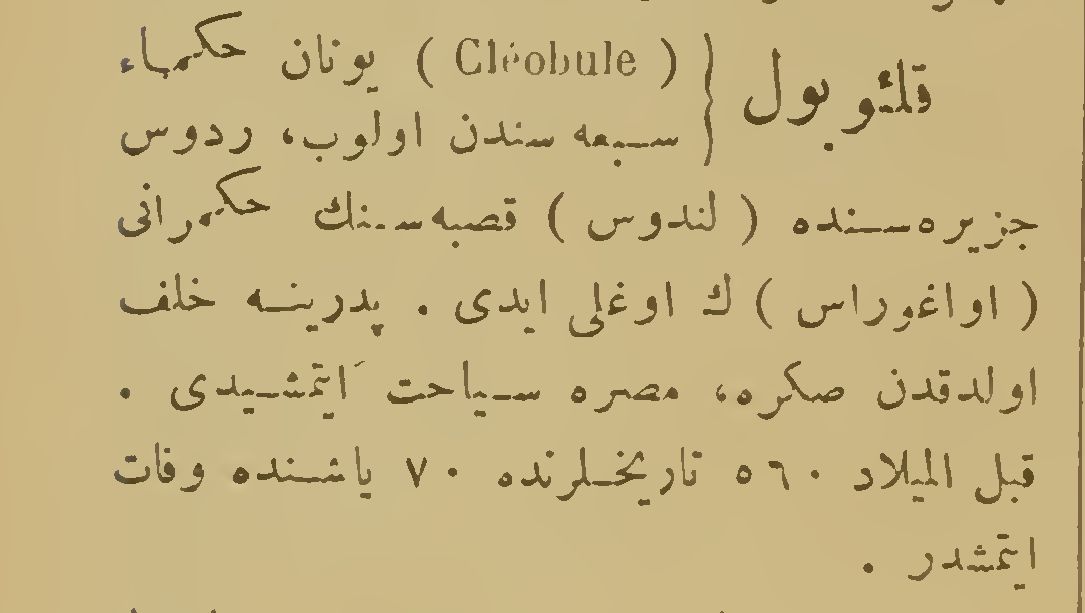 قلئوبول { ( Cléobule ) یونان حکماء
سبعه سندن اولوب، ردوس
جزیره سنده ( لندوس ) قصبه سنك حکمرانی
( اواغوراس ) ك اوغلی ایدی . پدرینه خلف
اولدقدن صکره، مصره سیاحت ایتمشیدی .
قبل المیلاد ٥٦٠ تاریخلرنده ٧٠ یاشنده وفات
ایتمشدر .